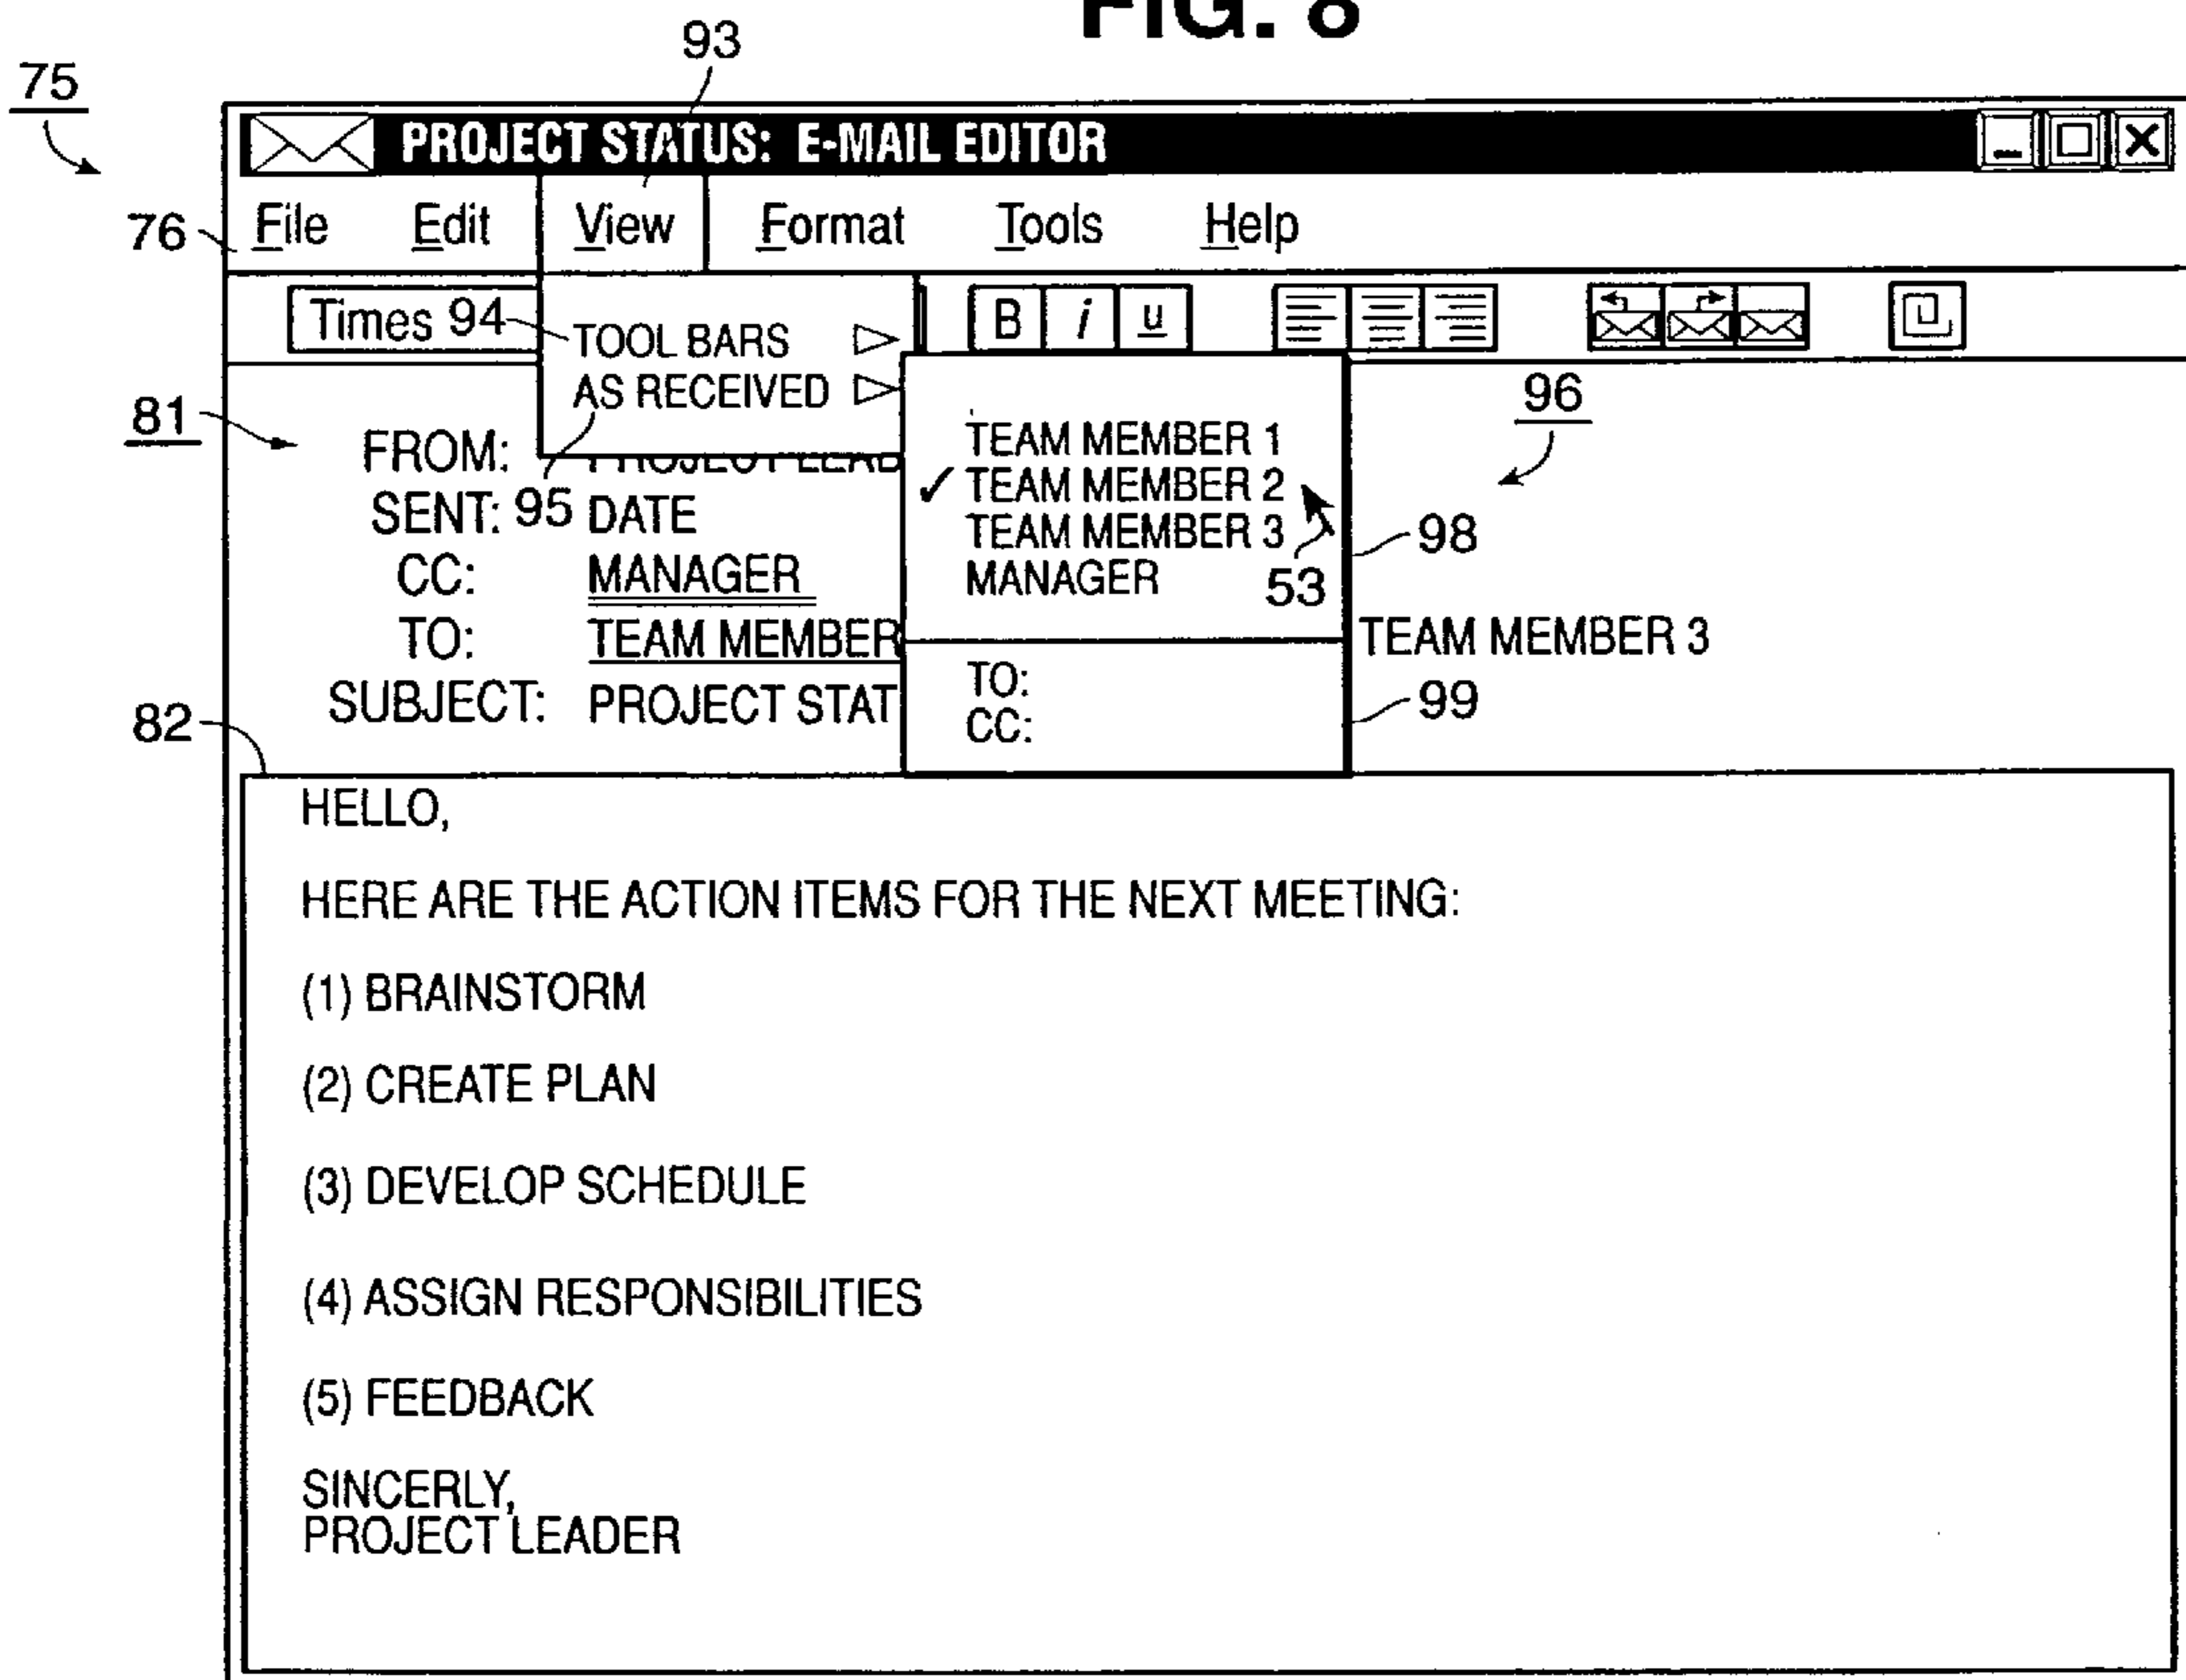 FIG. 8
93
75
PROJECT STATUS: E-MAIL EDITOR
76 File Edit View Format Tools Help
Times 94 TOOL BARS B i u
AS RECEIVED
96
81
FROM: PROJECT LEAD
TEAM MEMBER 1
✓ TEAM MEMBER 2
SENT: 95 DATE
TEAM MEMBER 3
98
CC: MANAGER
MANAGER 53
TO: TEAM MEMBER TEAM MEMBER 3
TO:
SUBJECT: PROJECT STAT
CC:
99
82
HELLO,
HERE ARE THE ACTION ITEMS FOR THE NEXT MEETING:
(1) BRAINSTORM
(2) CREATE PLAN
(3) DEVELOP SCHEDULE
(4) ASSIGN RESPONSIBILITIES
(5) FEEDBACK
SINCERLY,
PROJECT LEADER